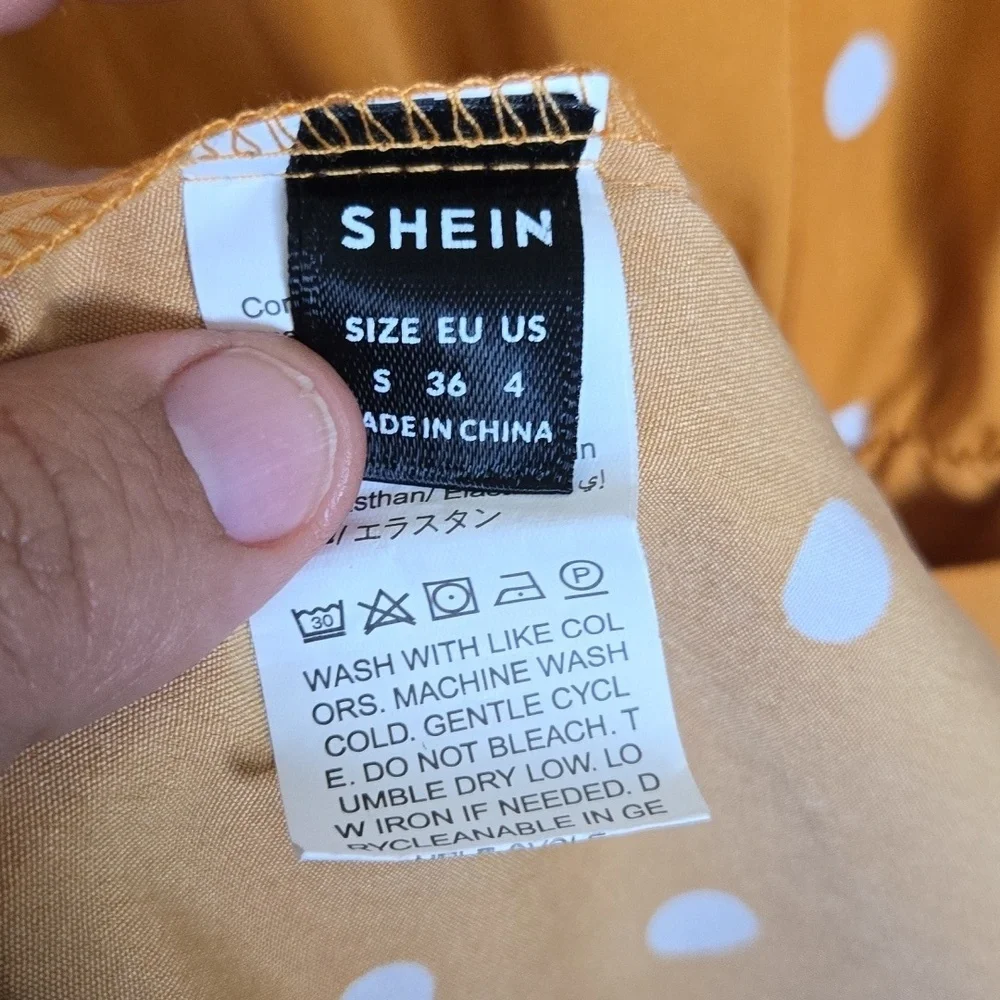 SHEIN
SIZE EU US
S 36 4
MADE IN CHINA
エラスタン
30
P
WASH WITH LIKE COL
ORS. MACHINE WASH
COLD. GENTLE CYCL
E. DO NOT BLEACH. T
UMBLE DRY LOW. LO
W IRON IF NEEDED. D
RYCLEANABLE IN GE